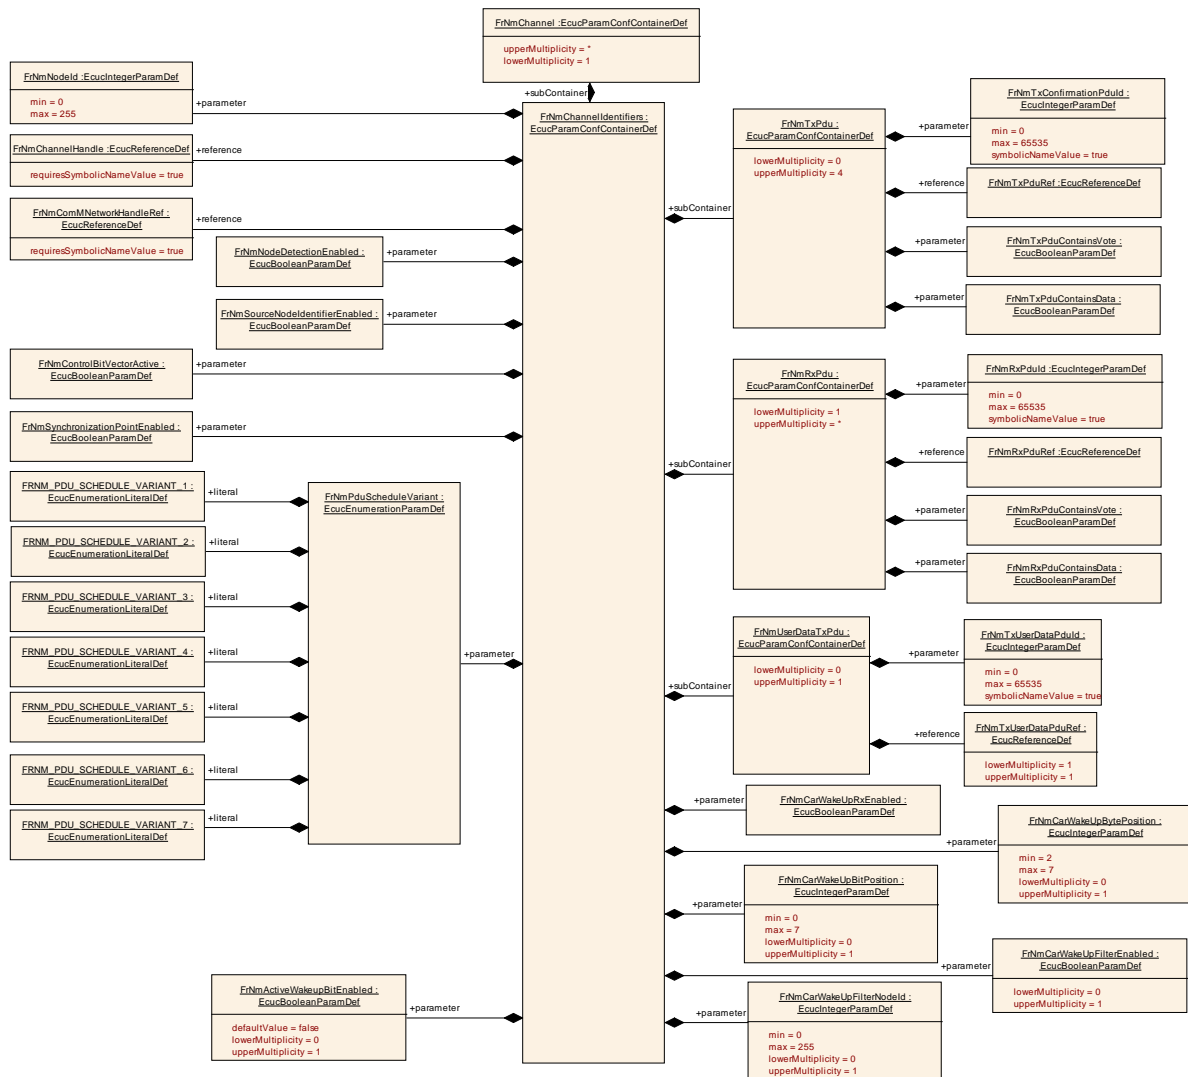 FrNmChannel :EcucParamConfContainerDef
upperMultiplicity = *
lowerMultiplicity = 1
+subContainer
FrNmChannelIdentifiers :
EcucParamConfContainerDef
FrNmNodeId :EcucIntegerParamDef
min = 0
max = 255
+parameter
FrNmChannelHandle :EcucReferenceDef
requiresSymbolicNameValue = true
+reference
FrNmComMNetworkHandleRef :
EcucReferenceDef
requiresSymbolicNameValue = true
+reference
FrNmNodeDetectionEnabled :
EcucBooleanParamDef
+parameter
FrNmSourceNodeIdentifierEnabled :
EcucBooleanParamDef
+parameter
FrNmControlBitVectorActive :
EcucBooleanParamDef
+parameter
FrNmSynchronizationPointEnabled :
EcucBooleanParamDef
+parameter
FRNM_PDU_SCHEDULE_VARIANT_1 :
EcucEnumerationLiteralDef
+literal
FRNM_PDU_SCHEDULE_VARIANT_2 :
EcucEnumerationLiteralDef
+literal
FRNM_PDU_SCHEDULE_VARIANT_3 :
EcucEnumerationLiteralDef
+literal
FRNM_PDU_SCHEDULE_VARIANT_4 :
EcucEnumerationLiteralDef
+literal
FRNM_PDU_SCHEDULE_VARIANT_5 :
EcucEnumerationLiteralDef
+literal
FRNM_PDU_SCHEDULE_VARIANT_6 :
EcucEnumerationLiteralDef
+literal
FRNM_PDU_SCHEDULE_VARIANT_7 :
EcucEnumerationLiteralDef
+literal
FrNmPduScheduleVariant :
EcucEnumerationParamDef
+parameter
FrNmActiveWakeupBitEnabled :
EcucBooleanParamDef
defaultValue = false
lowerMultiplicity = 0
upperMultiplicity = 1
+parameter
+subContainer
FrNmTxPdu :
EcucParamConfContainerDef
lowerMultiplicity = 0
upperMultiplicity = 4
+parameter
FrNmTxConfirmationPduId :
EcucIntegerParamDef
min = 0
max = 65535
symbolicNameValue = true
+reference
FrNmTxPduRef :EcucReferenceDef
+parameter
FrNmTxPduContainsVote :
EcucBooleanParamDef
+parameter
FrNmTxPduContainsData :
EcucBooleanParamDef
+subContainer
FrNmRxPdu :
EcucParamConfContainerDef
lowerMultiplicity = 1
upperMultiplicity = *
+parameter
FrNmRxPduId :EcucIntegerParamDef
min = 0
max = 65535
symbolicNameValue = true
+reference
FrNmRxPduRef :EcucReferenceDef
+parameter
FrNmRxPduContainsVote :
EcucBooleanParamDef
+parameter
FrNmRxPduContainsData :
EcucBooleanParamDef
+subContainer
FrNmUserDataTxPdu :
EcucParamConfContainerDef
lowerMultiplicity = 0
upperMultiplicity = 1
+parameter
FrNmTxUserDataPduId :
EcucIntegerParamDef
min = 0
max = 65535
symbolicNameValue = true
+reference
FrNmTxUserDataPduRef :
EcucReferenceDef
lowerMultiplicity = 1
upperMultiplicity = 1
+parameter
FrNmCarWakeUpRxEnabled :
EcucBooleanParamDef
+parameter
FrNmCarWakeUpBytePosition :
EcucIntegerParamDef
min = 2
max = 7
lowerMultiplicity = 0
upperMultiplicity = 1
+parameter
FrNmCarWakeUpBitPosition :
EcucIntegerParamDef
min = 0
max = 7
lowerMultiplicity = 0
upperMultiplicity = 1
+parameter
FrNmCarWakeUpFilterEnabled :
EcucBooleanParamDef
lowerMultiplicity = 0
upperMultiplicity = 1
+parameter
FrNmCarWakeUpFilterNodeId :
EcucIntegerParamDef
min = 0
max = 255
lowerMultiplicity = 0
upperMultiplicity = 1